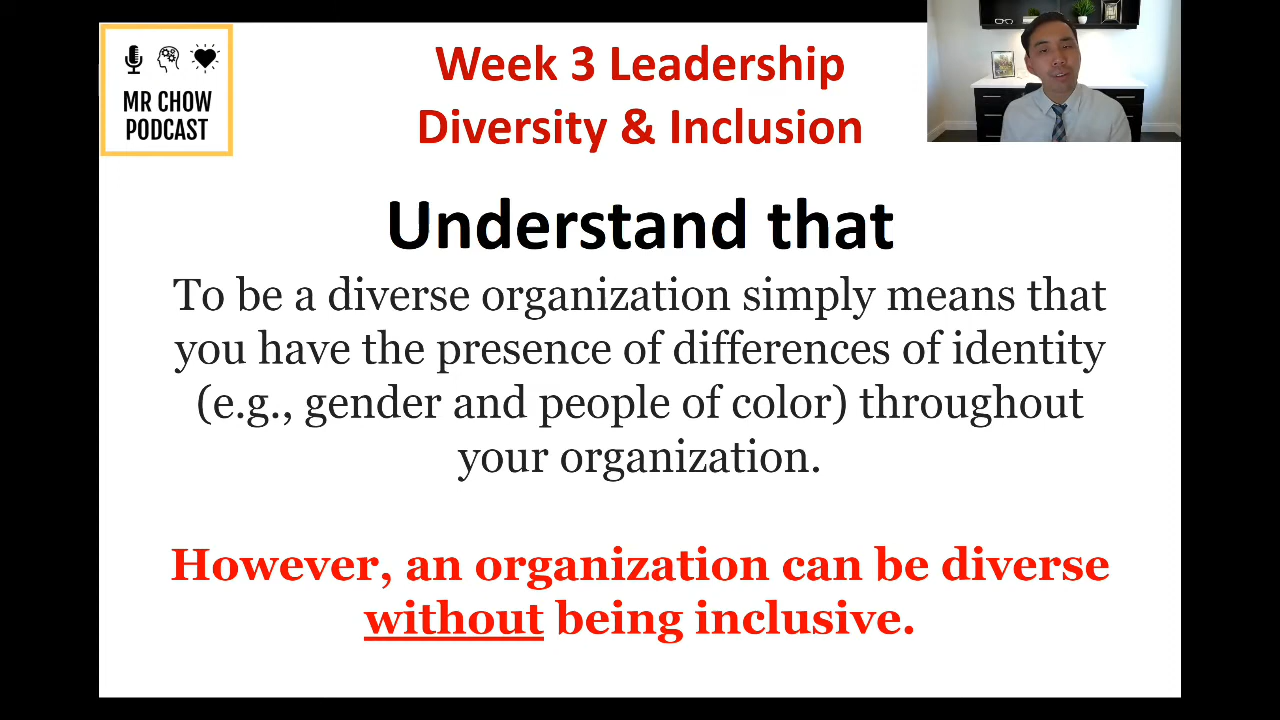 MR CHOW
PODCAST
Week 3 Leadership
Diversity & Inclusion
Understand that
To be a diverse organization simply means that
you have the presence of differences of identity
(e.g., gender and people of color) throughout
your organization.
However, an organization can be diverse
without being inclusive.